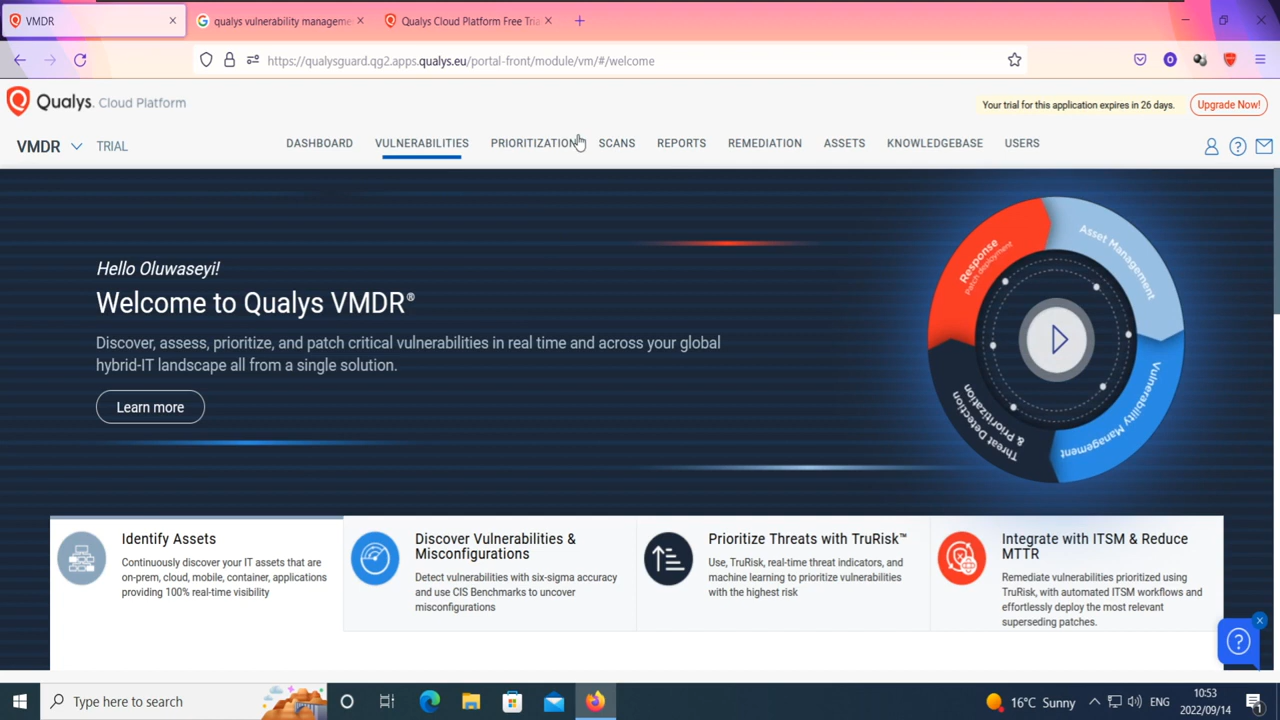 VMDR
qualys vulnerability manageme
Qualys Cloud Platform Free Tria
https://qualysguard.qg2.apps.qualys.eu/portal-front/module/vm/#/welcome
Qualys. Cloud Platform
Your trial for this application expires in 26 days.
Upgrade Now!
VMDR
TRIAL
DASHBOARD
VULNERABILITIES
PRIORITIZATION
SCANS
REPORTS
REMEDIATION
ASSETS
KNOWLEDGEBASE
USERS
Hello Oluwaseyi!
Welcome to Qualys VMDR®
Discover, assess, prioritize, and patch critical vulnerabilities in real time and across your global
hybrid-IT landscape all from a single solution.
Learn more
Response
Patch deployment
Asset Management
Vulnerability Management
Threat Detection
& Prioritization
Identify Assets
Continuously discover your IT assets that are
on-prem, cloud, mobile, container, applications
providing 100% real-time visibility
Discover Vulnerabilities &
Misconfigurations
Detect vulnerabilities with six-sigma accuracy
and use CIS Benchmarks to uncover
misconfigurations
Prioritize Threats with TruRisk™
Use, TruRisk, real-time threat indicators, and
machine learning to prioritize vulnerabilities
with the highest risk
Integrate with ITSM & Reduce
MTTR
Remediate vulnerabilities prioritized using
TruRisk, with automated ITSM workflows and
effortlessly deploy the most relevant
superseding patches.
Type here to search
16°C Sunny
ENG
10:53
2022/09/14
1